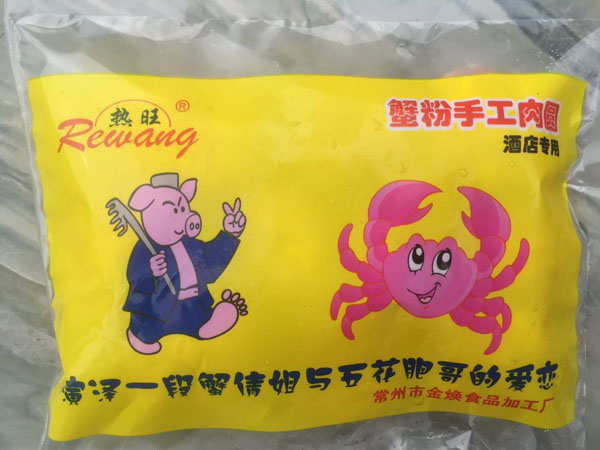 热旺®
Rewang
蟹粉手工肉圆
酒店专用
演泽一段蟹倩姐与五花肥哥的爱恋
常州市金焕食品加工厂